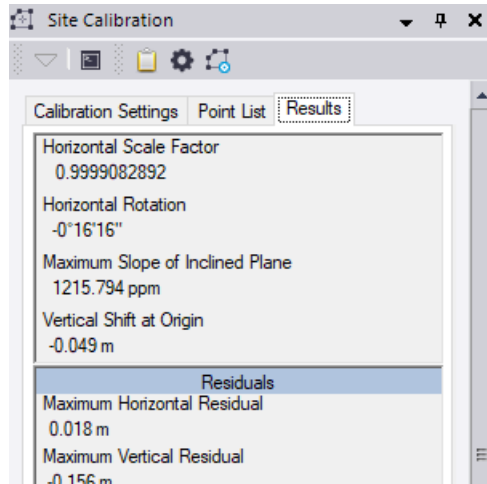 Site Calibration
Calibration Settings Point List Results
Horizontal Scale Factor
0.9999082892
Horizontal Rotation
-0°16'16"
Maximum Slope of Inclined Plane
1215.794 ppm
Vertical Shift at Origin
-0.049 m
Residuals
Maximum Horizontal Residual
0.018 m
Maximum Vertical Residual
-0.156 m